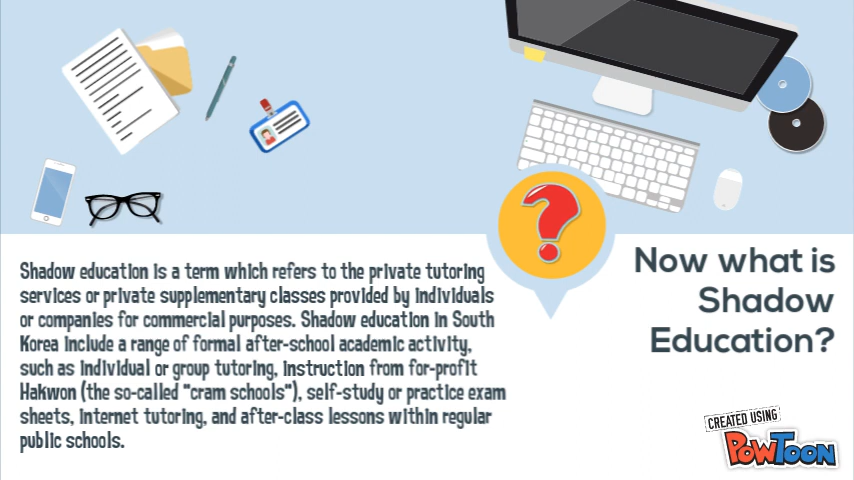 Shadow education is a term which refers to the private tutoring
services or private supplementary classes provided by individuals
or companies for commercial purposes. Shadow education in South
Korea include a range of formal after-school academic activity,
such as individual or group tutoring, instruction from for-profit
Hakwon (the so-called "cram schools"), self-study or practice exam
sheets, internet tutoring, and after-class lessons within regular
public schools.
Now what is
Shadow
Education?
CREATED USING
POWTOON